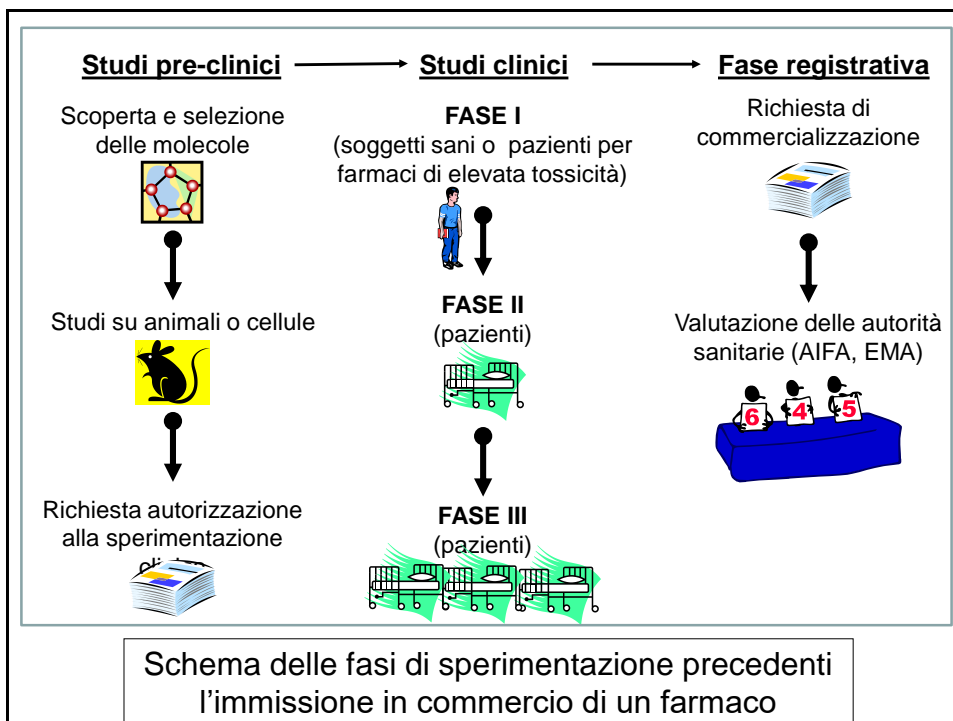 Studi pre-clinici
Scoperta e selezione
delle molecole
Studi su animali o cellule
Richiesta autorizzazione
alla sperimentazione
Studi clinici
FASE I
(soggetti sani o pazienti per
farmaci di elevata tossicità)
FASE II
(pazienti)
FASE III
(pazienti)
Fase registrativa
Richiesta di
commercializzazione
Valutazione delle autorità
sanitarie (AIFA, EMA)
6 4 5
Schema delle fasi di sperimentazione precedenti
l'immissione in commercio di un farmaco